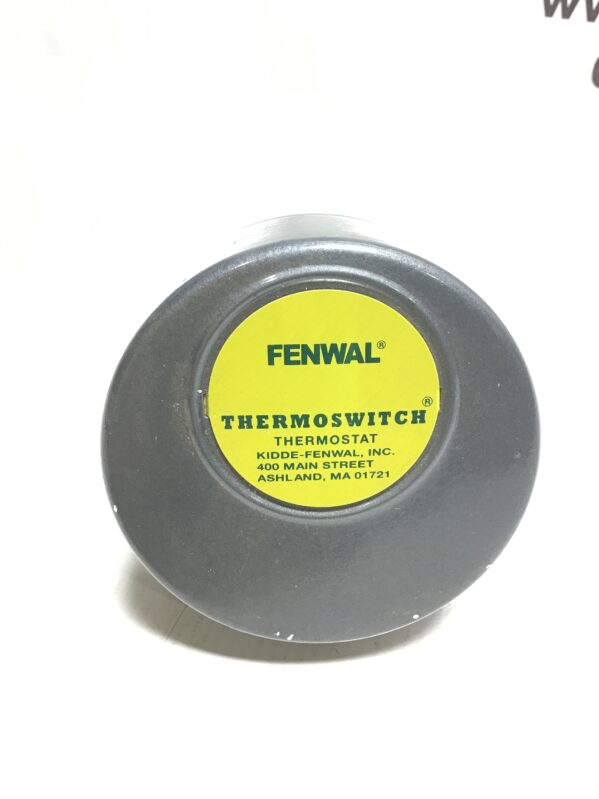 FENWAL®
THERMOSWITCH®
THERMOSTAT
KIDDE-FENWAL, INC.
400 MAIN STREET
ASHLAND, MA 01721